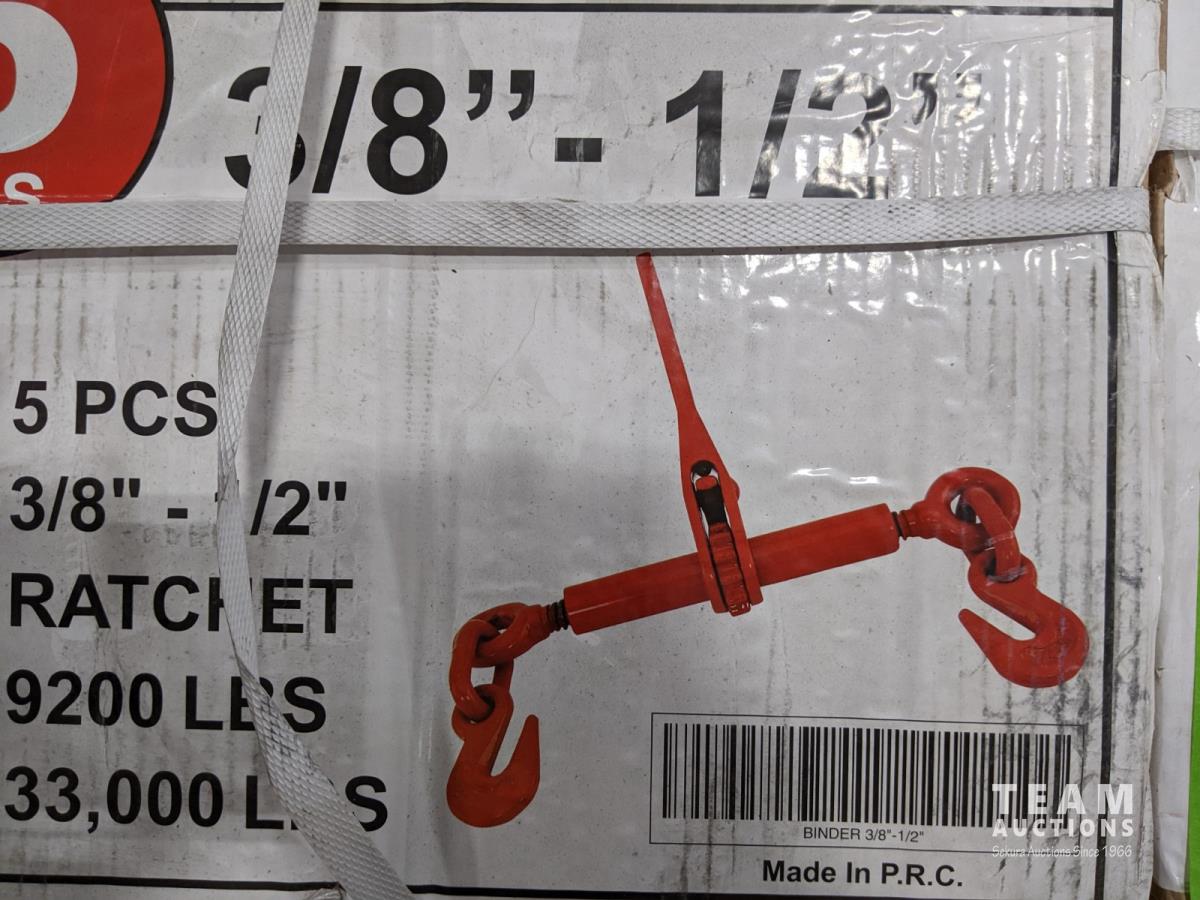 S
3/8”- 1/2”
5 PCS
3/8" - 1/2"
RATCHET
9200 LBS
33,000 LBS
BINDER 3/8"-1/2"
Made In P.R.C.
TEAM
AUCTIONS
Sekura Auctions Since 1966